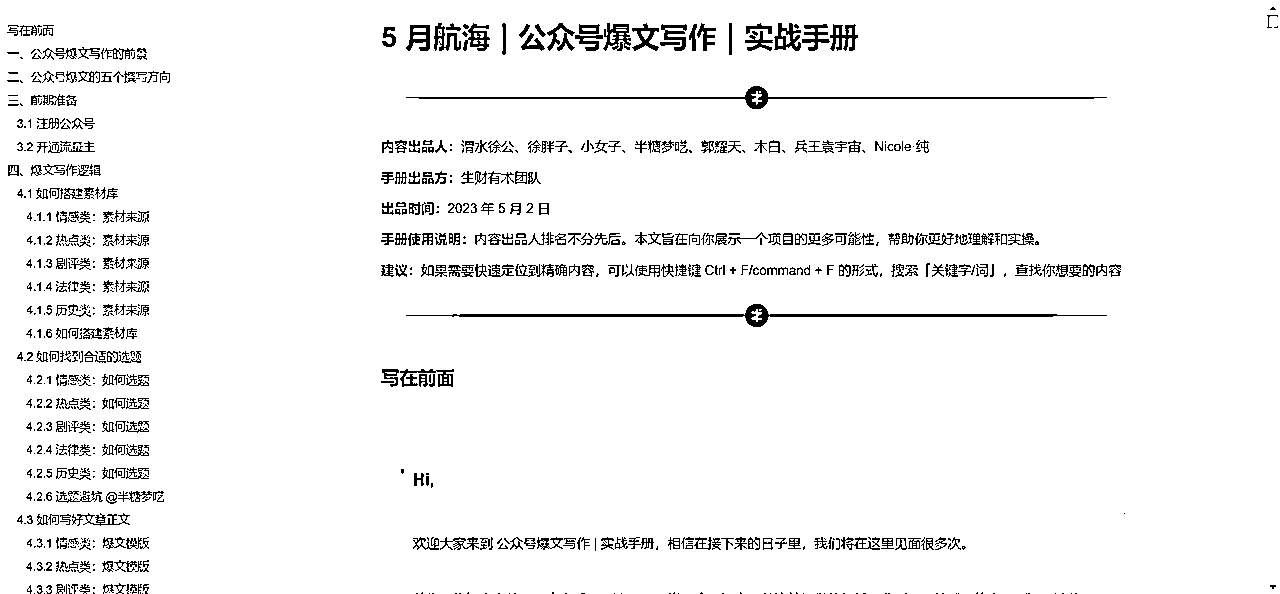 写在前面
一、公众号爆文写作的前景
二、公众号爆文的五个撰写方向
三、前期准备
3.1 注册公众号
3.2 开通流量主
四、爆文写作逻辑
4.1 如何搭建素材库
4.1.1 情感类：素材来源
4.1.2 热点类：素材来源
4.1.3 剧评类：素材来源
4.1.4 法律类：素材来源
4.1.5 历史类：素材来源
4.1.6 如何搭建素材库
4.2 如何找到合适的选题
4.2.1 情感类：如何选题
4.2.2 热点类：如何选题
4.2.3 剧评类：如何选题
4.2.4 法律类：如何选题
4.2.5 历史类：如何选题
4.2.6 选题避坑 @半糖梦呓
4.3 如何写好文章正文
4.3.1 情感类：爆文模版
4.3.2 热点类：爆文模版
4.3.3 剧评类：爆文模版
5 月航海｜公众号爆文写作｜实战手册
内容出品人：渭水徐公、徐胖子、小女子、半糖梦呓、郭耀天、木白、兵王袁宇宙、Nicole·纯
手册出品方：生财有术团队
出品时间：2023 年 5 月 2 日
手册使用说明：内容出品人排名不分先后。本文旨在向你展示一个项目的更多可能性，帮助你更好地理解和实操。
建议：如果需要快速定位到精确内容，可以使用快捷键 Ctrl + F/command + F 的形式，搜索「关键字/词」，查找你想要的内容
写在前面
Hi,
欢迎大家来到 公众号爆文写作 | 实战手册，相信在接下来的日子里，我们将在这里见面很多次。